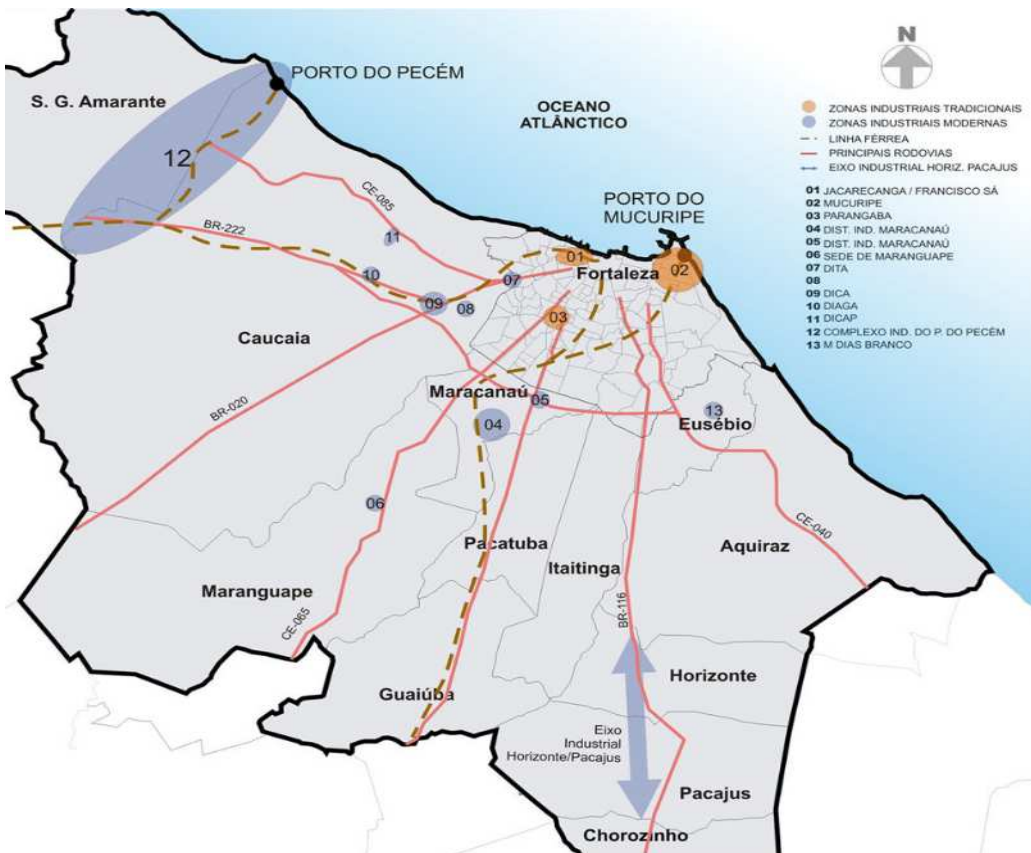 PORTO DO PECÉM
S. G. Amarante
OCEANO
ATLÂNCTICO
12
PORTO DO
MUCURIPE
CE-085
BR-222
11
10
09
08
07
01
Fortaleza
02
03
Caucaia
BR-020
Maracanaú
05
04
13
Eusébio
06
Pacatuba
Itaitinga
Aquiraz
CE-040
Maranguape
CE-065
BR-116
Guaiúba
Horizonte
Eixo
Industrial
Horizonte/Pacajus
Pacajus
Chorozinho
N
ZONAS INDUSTRIAIS TRADICIONAIS
ZONAS INDUSTRIAIS MODERNAS
LINHA FÉRREA
PRINCIPAIS RODOVIAS
EIXO INDUSTRIAL HORIZ. PACAJUS
01 JACARECANGA / FRANCISCO SÁ
02 MUCURIPE
03 PARANGABA
04 DIST. IND. MARACANAÚ
05 DIST. IND. MARACANAÚ
06 SEDE DE MARANGUAPE
07 DITA
08
09 DICA
10 DIAGA
11 DICAP
12 COMPLEXO IND. DO P. DO PECÉM
13 M DIAS BRANCO